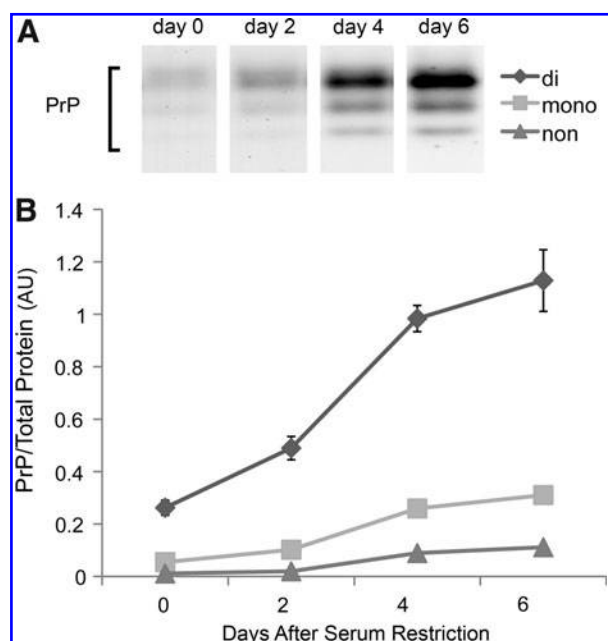 A
day 0 day 2 day 4 day 6
PrP
di
mono
non
B
PrP/Total Protein (AU)
1.4
1.2
1
0.8
0.6
0.4
0.2
0
0 2 4 6
Days After Serum Restriction